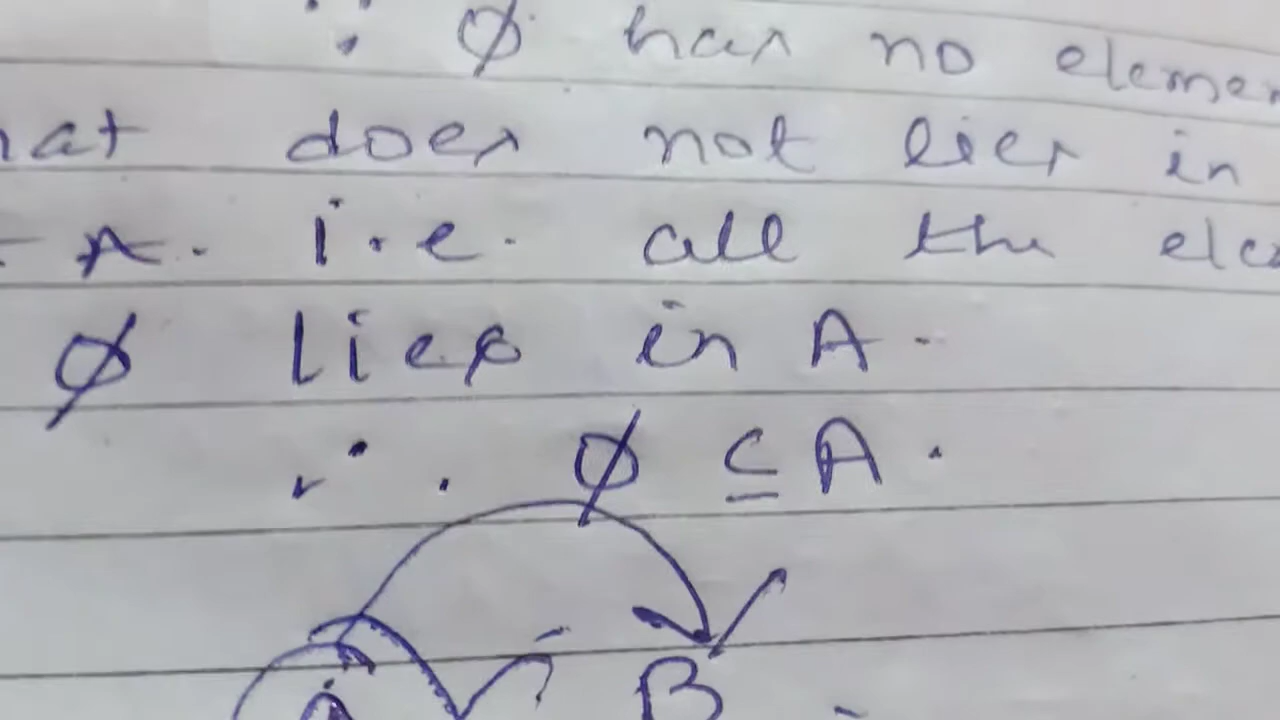 ∵ ϕ has no elemen
hat does not lies in
A. i.e. all the ele
ϕ lies in A.
∴ ϕ ⊆ A.
B